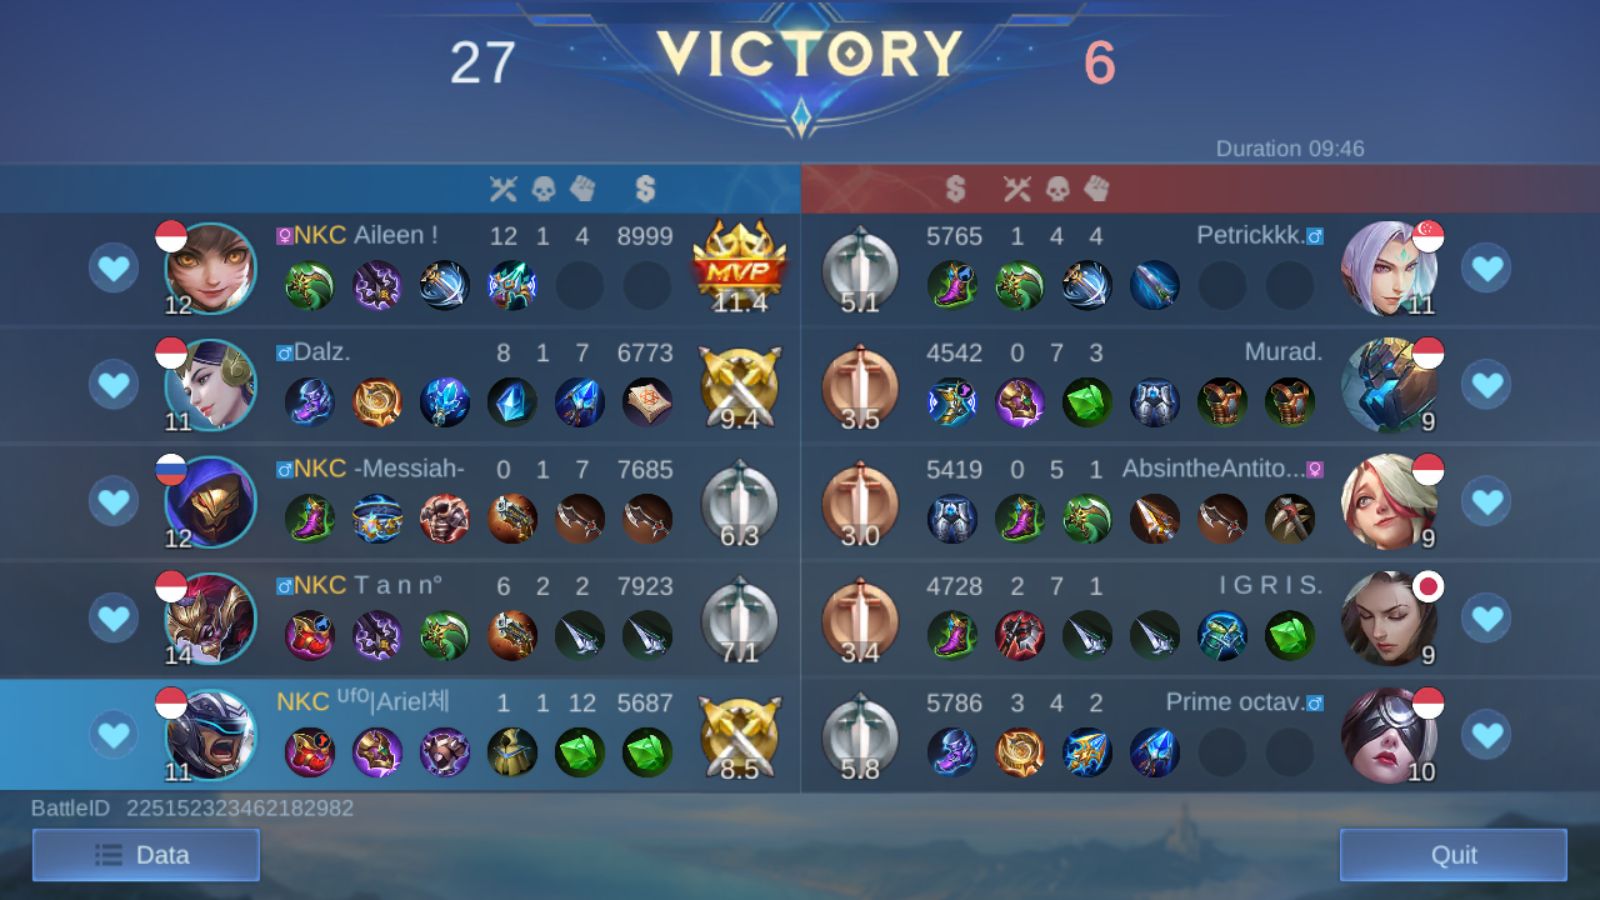 27
VICTORY
6
Duration 09:46
NKC Aileen ! 12 1 4 8999
12
MVP
11.4
Dalz. 8 1 7 6773
11
9.4
NKC -Messiah- 0 1 7 7685
12
6.3
NKC T a n n° 6 2 2 7923
14
7.1
NKC ᵁᶠᴼ|Ariel체 1 1 12 5687
11
8.5
5765 1 4 4 Petrickkk.
5.1
11
4542 0 7 3 Murad.
3.5
9
5419 0 5 1 AbsintheAntito...
3.0
9
4728 2 7 1 I G R I S.
3.4
9
5786 3 4 2 Prime octav.
5.8
10
BattleID 225152323462182982
Data
Quit